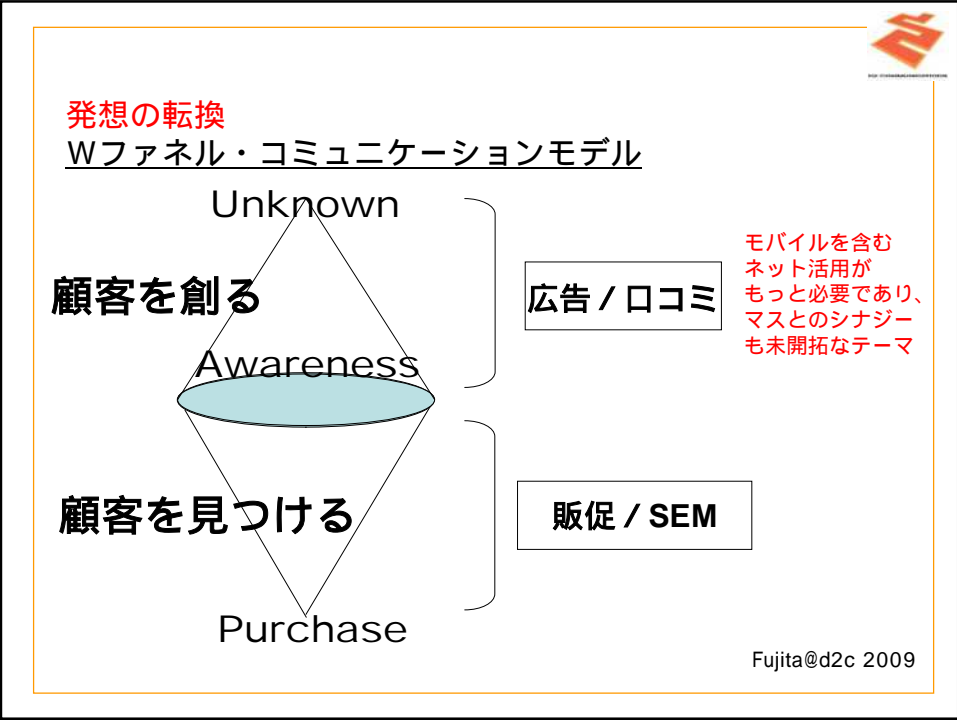 発想の転換
Wファネル・コミュニケーションモデル
Unknown
顧客を創る
広告／口コミ
モバイルを含む
ネット活用が
もっと必要であり、
マスとのシナジー
も未開拓なテーマ
Awareness
顧客を見つける
販促／SEM
Purchase
Fujita@d2c 2009